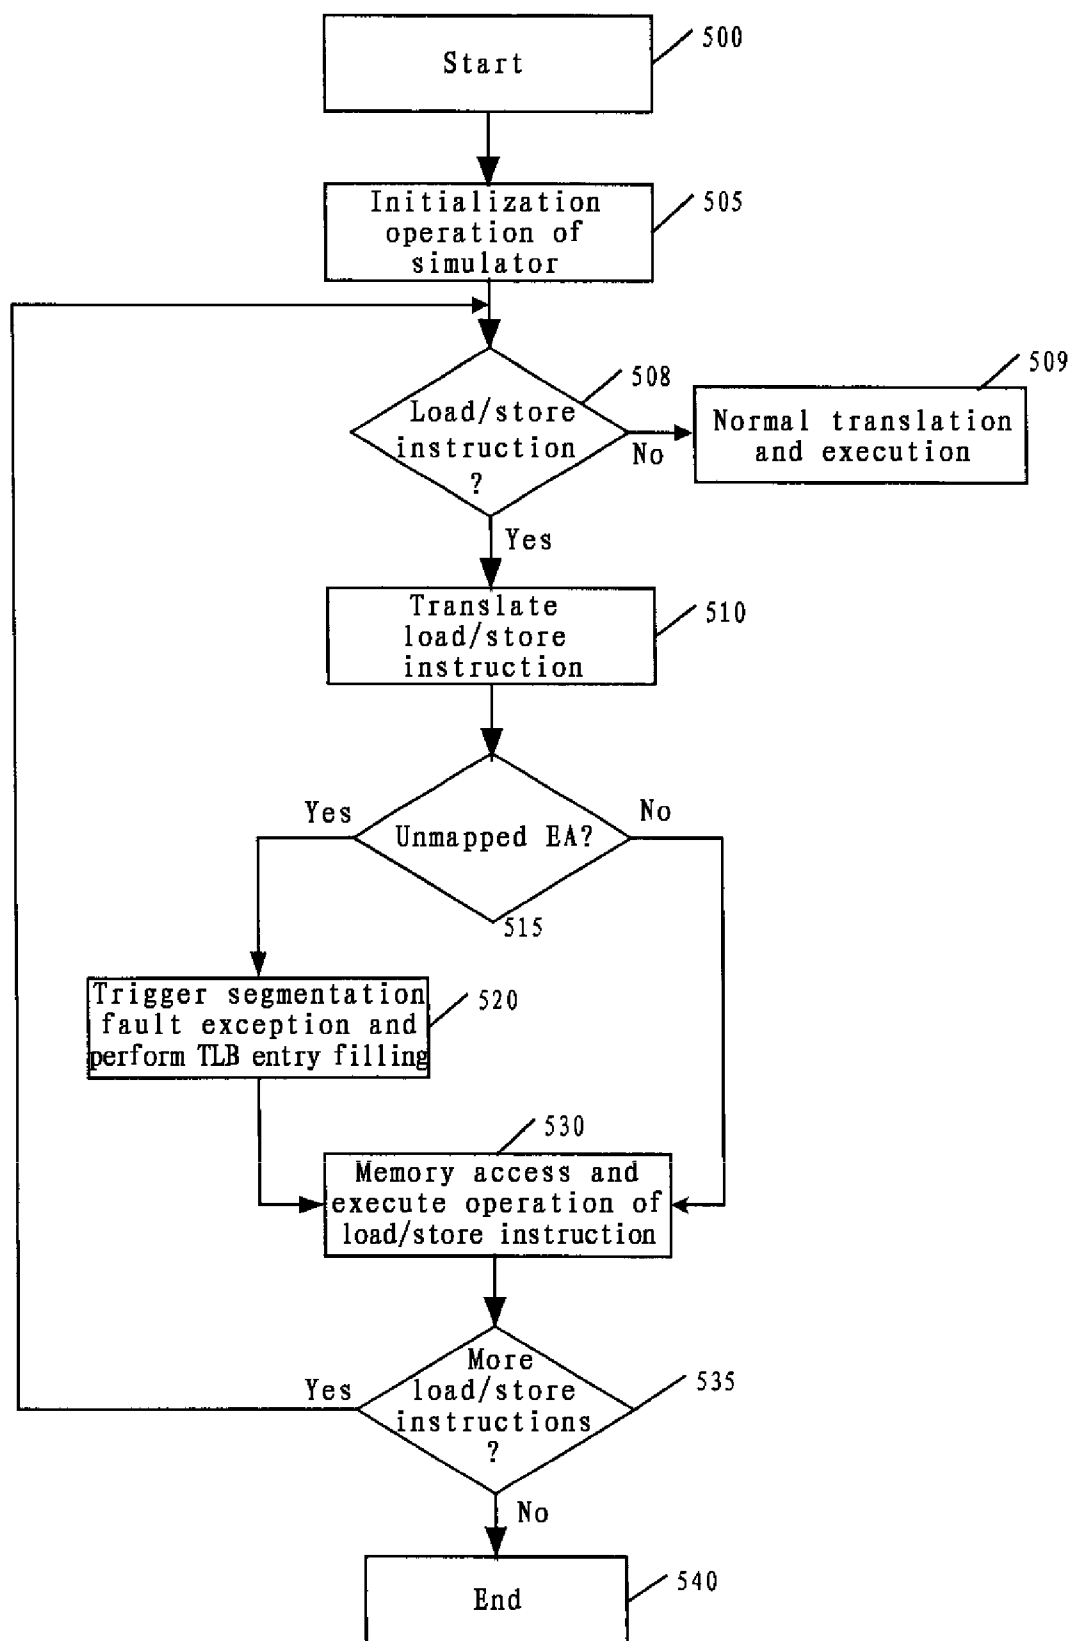 Start
500
Initialization
operation of
simulator
505
Load/store
instruction
?
508
No
Normal translation
and execution
509
Yes
Translate
load/store
instruction
510
Yes
Unmapped EA?
No
515
Trigger segmentation
fault exception and
perform TLB entry filling
520
530
Memory access and
execute operation of
load/store instruction
Yes
More
load/store
instructions
?
535
No
End
540